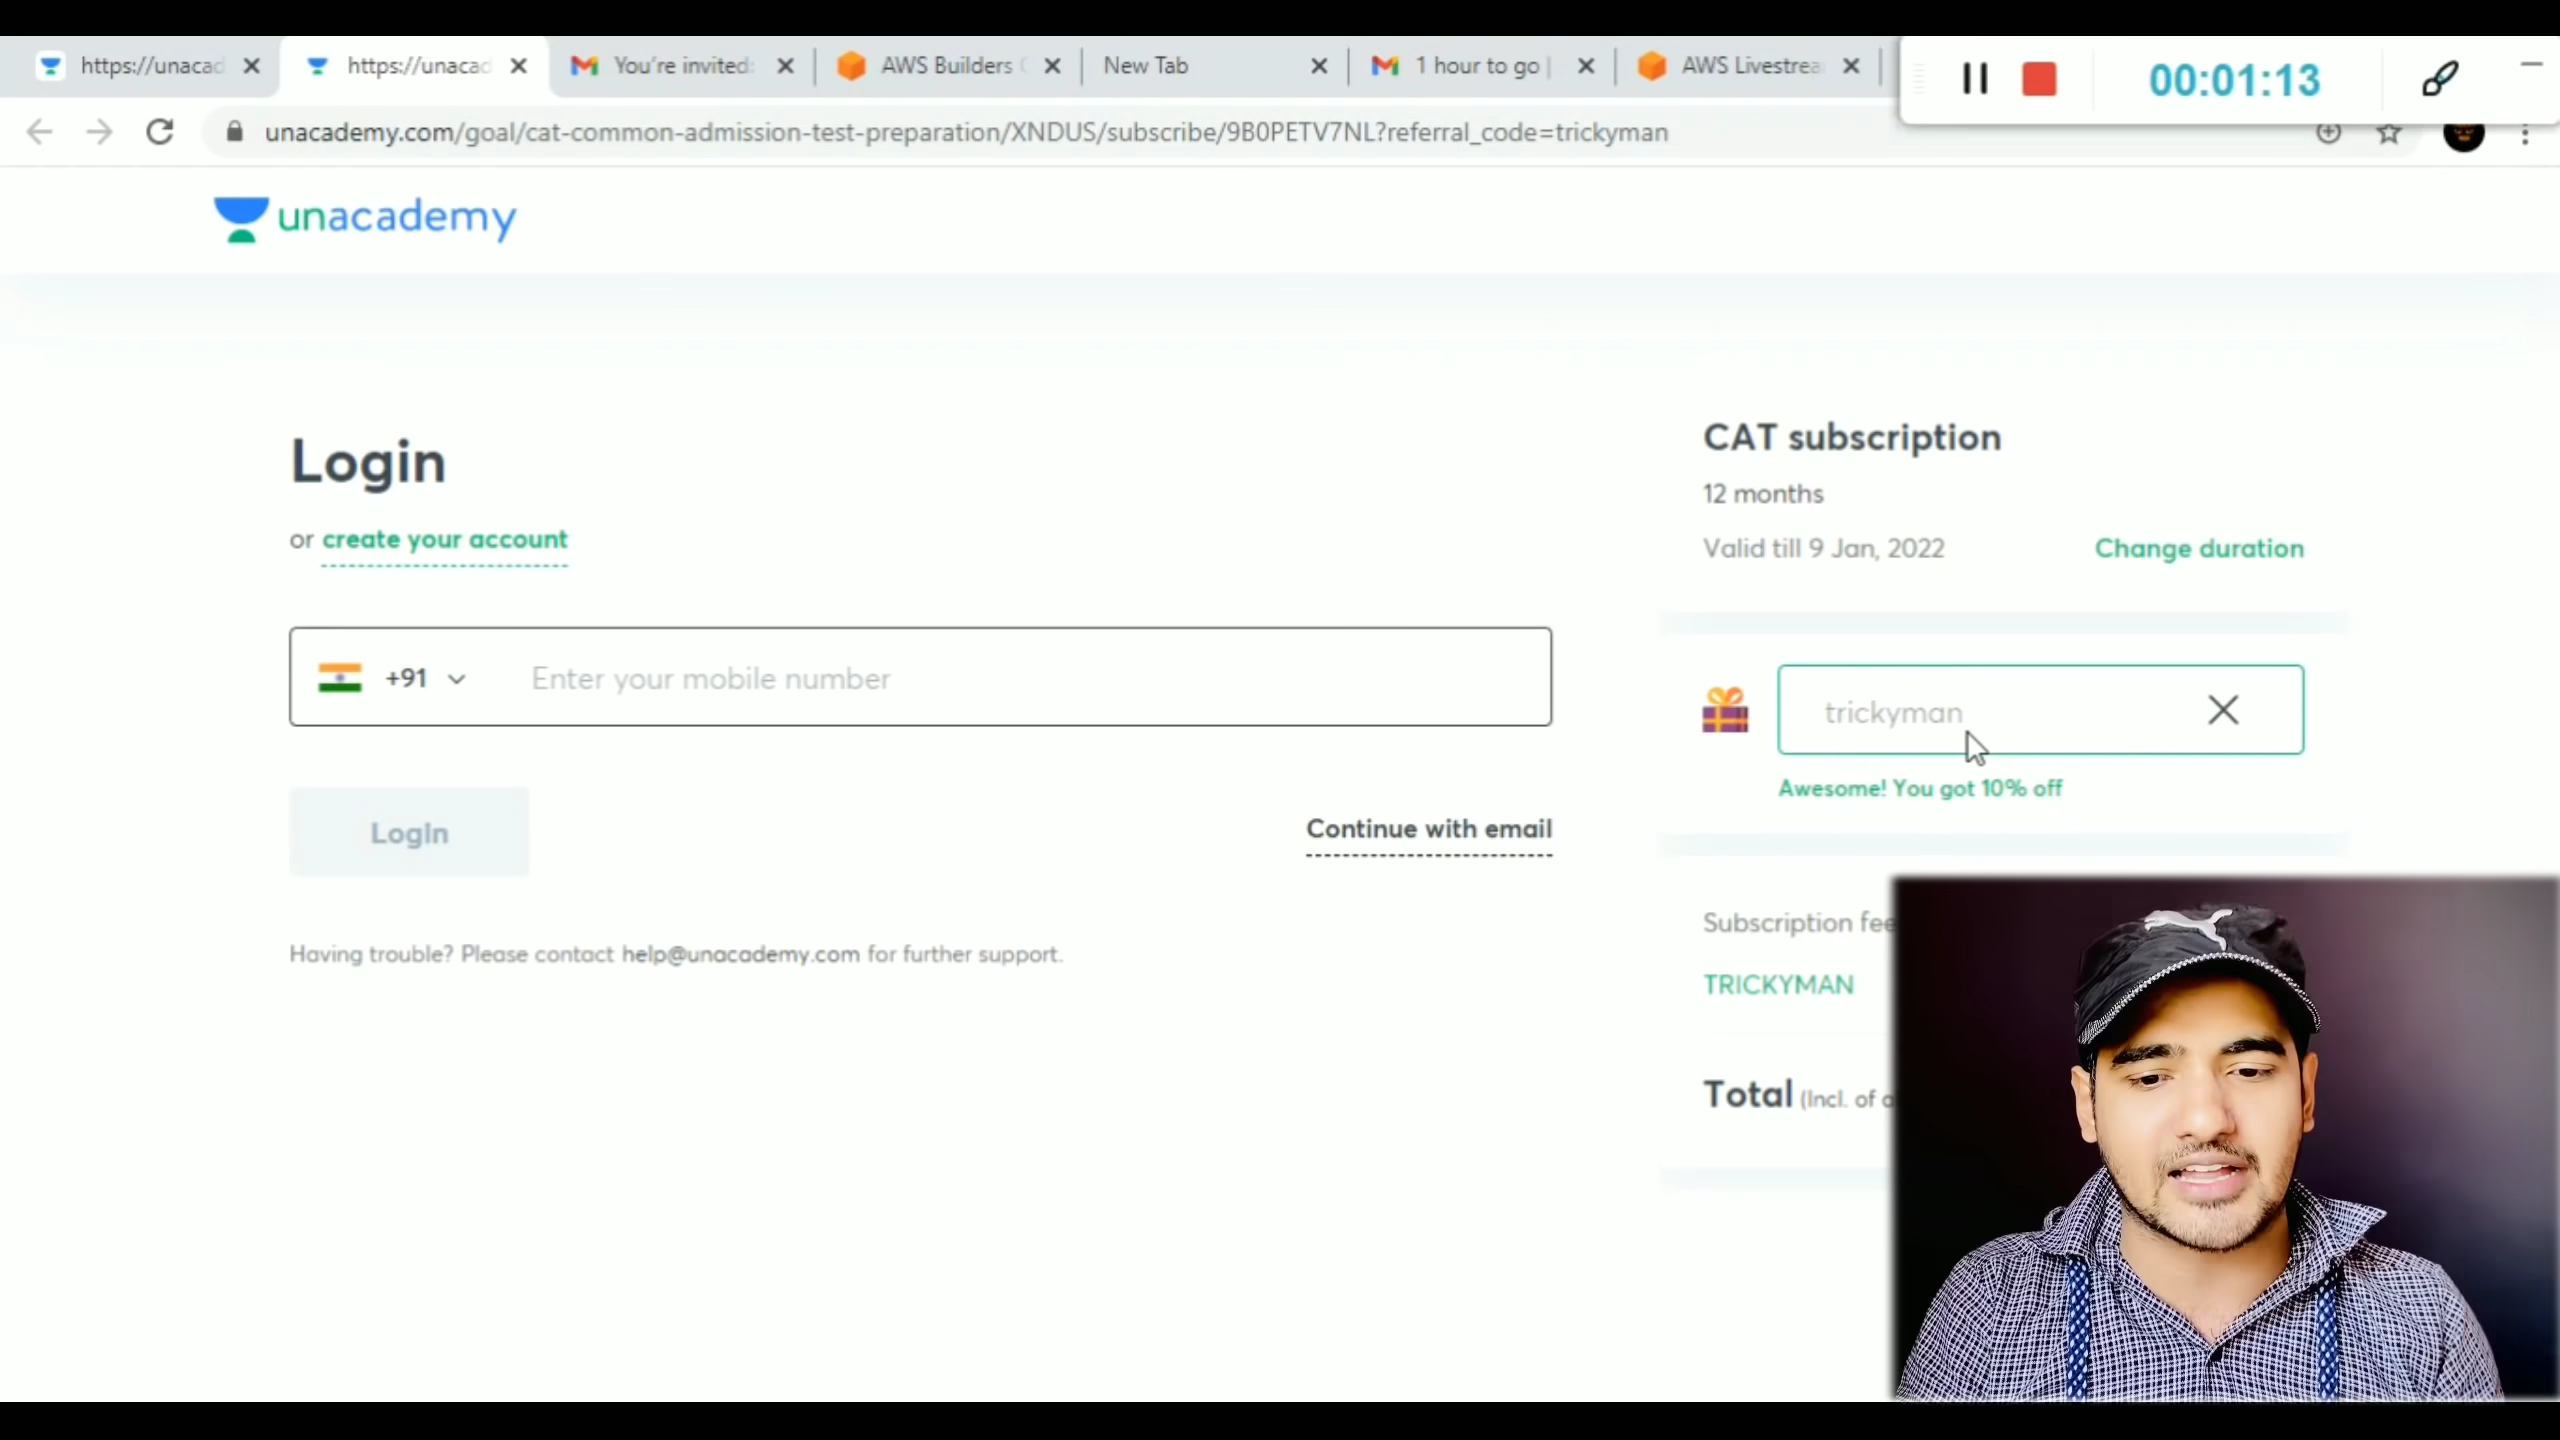 https://unacad
https://unacad
You're invited:
AWS Builders
New Tab
1 hour to go |
AWS Livestrea
00:01:13
unacademy.com/goal/cat-common-admission-test-preparation/XNDUS/subscribe/9B0PETV7NL?referral_code=trickyman
unacademy
Login
or create your account
+91
Enter your mobile number
Login
Continue with email
Having trouble? Please contact help@unacademy.com for further support.
CAT subscription
12 months
Valid till 9 Jan, 2022
Change duration
trickyman
Awesome! You got 10% off
Subscription fee
TRICKYMAN
Total (Incl. of a